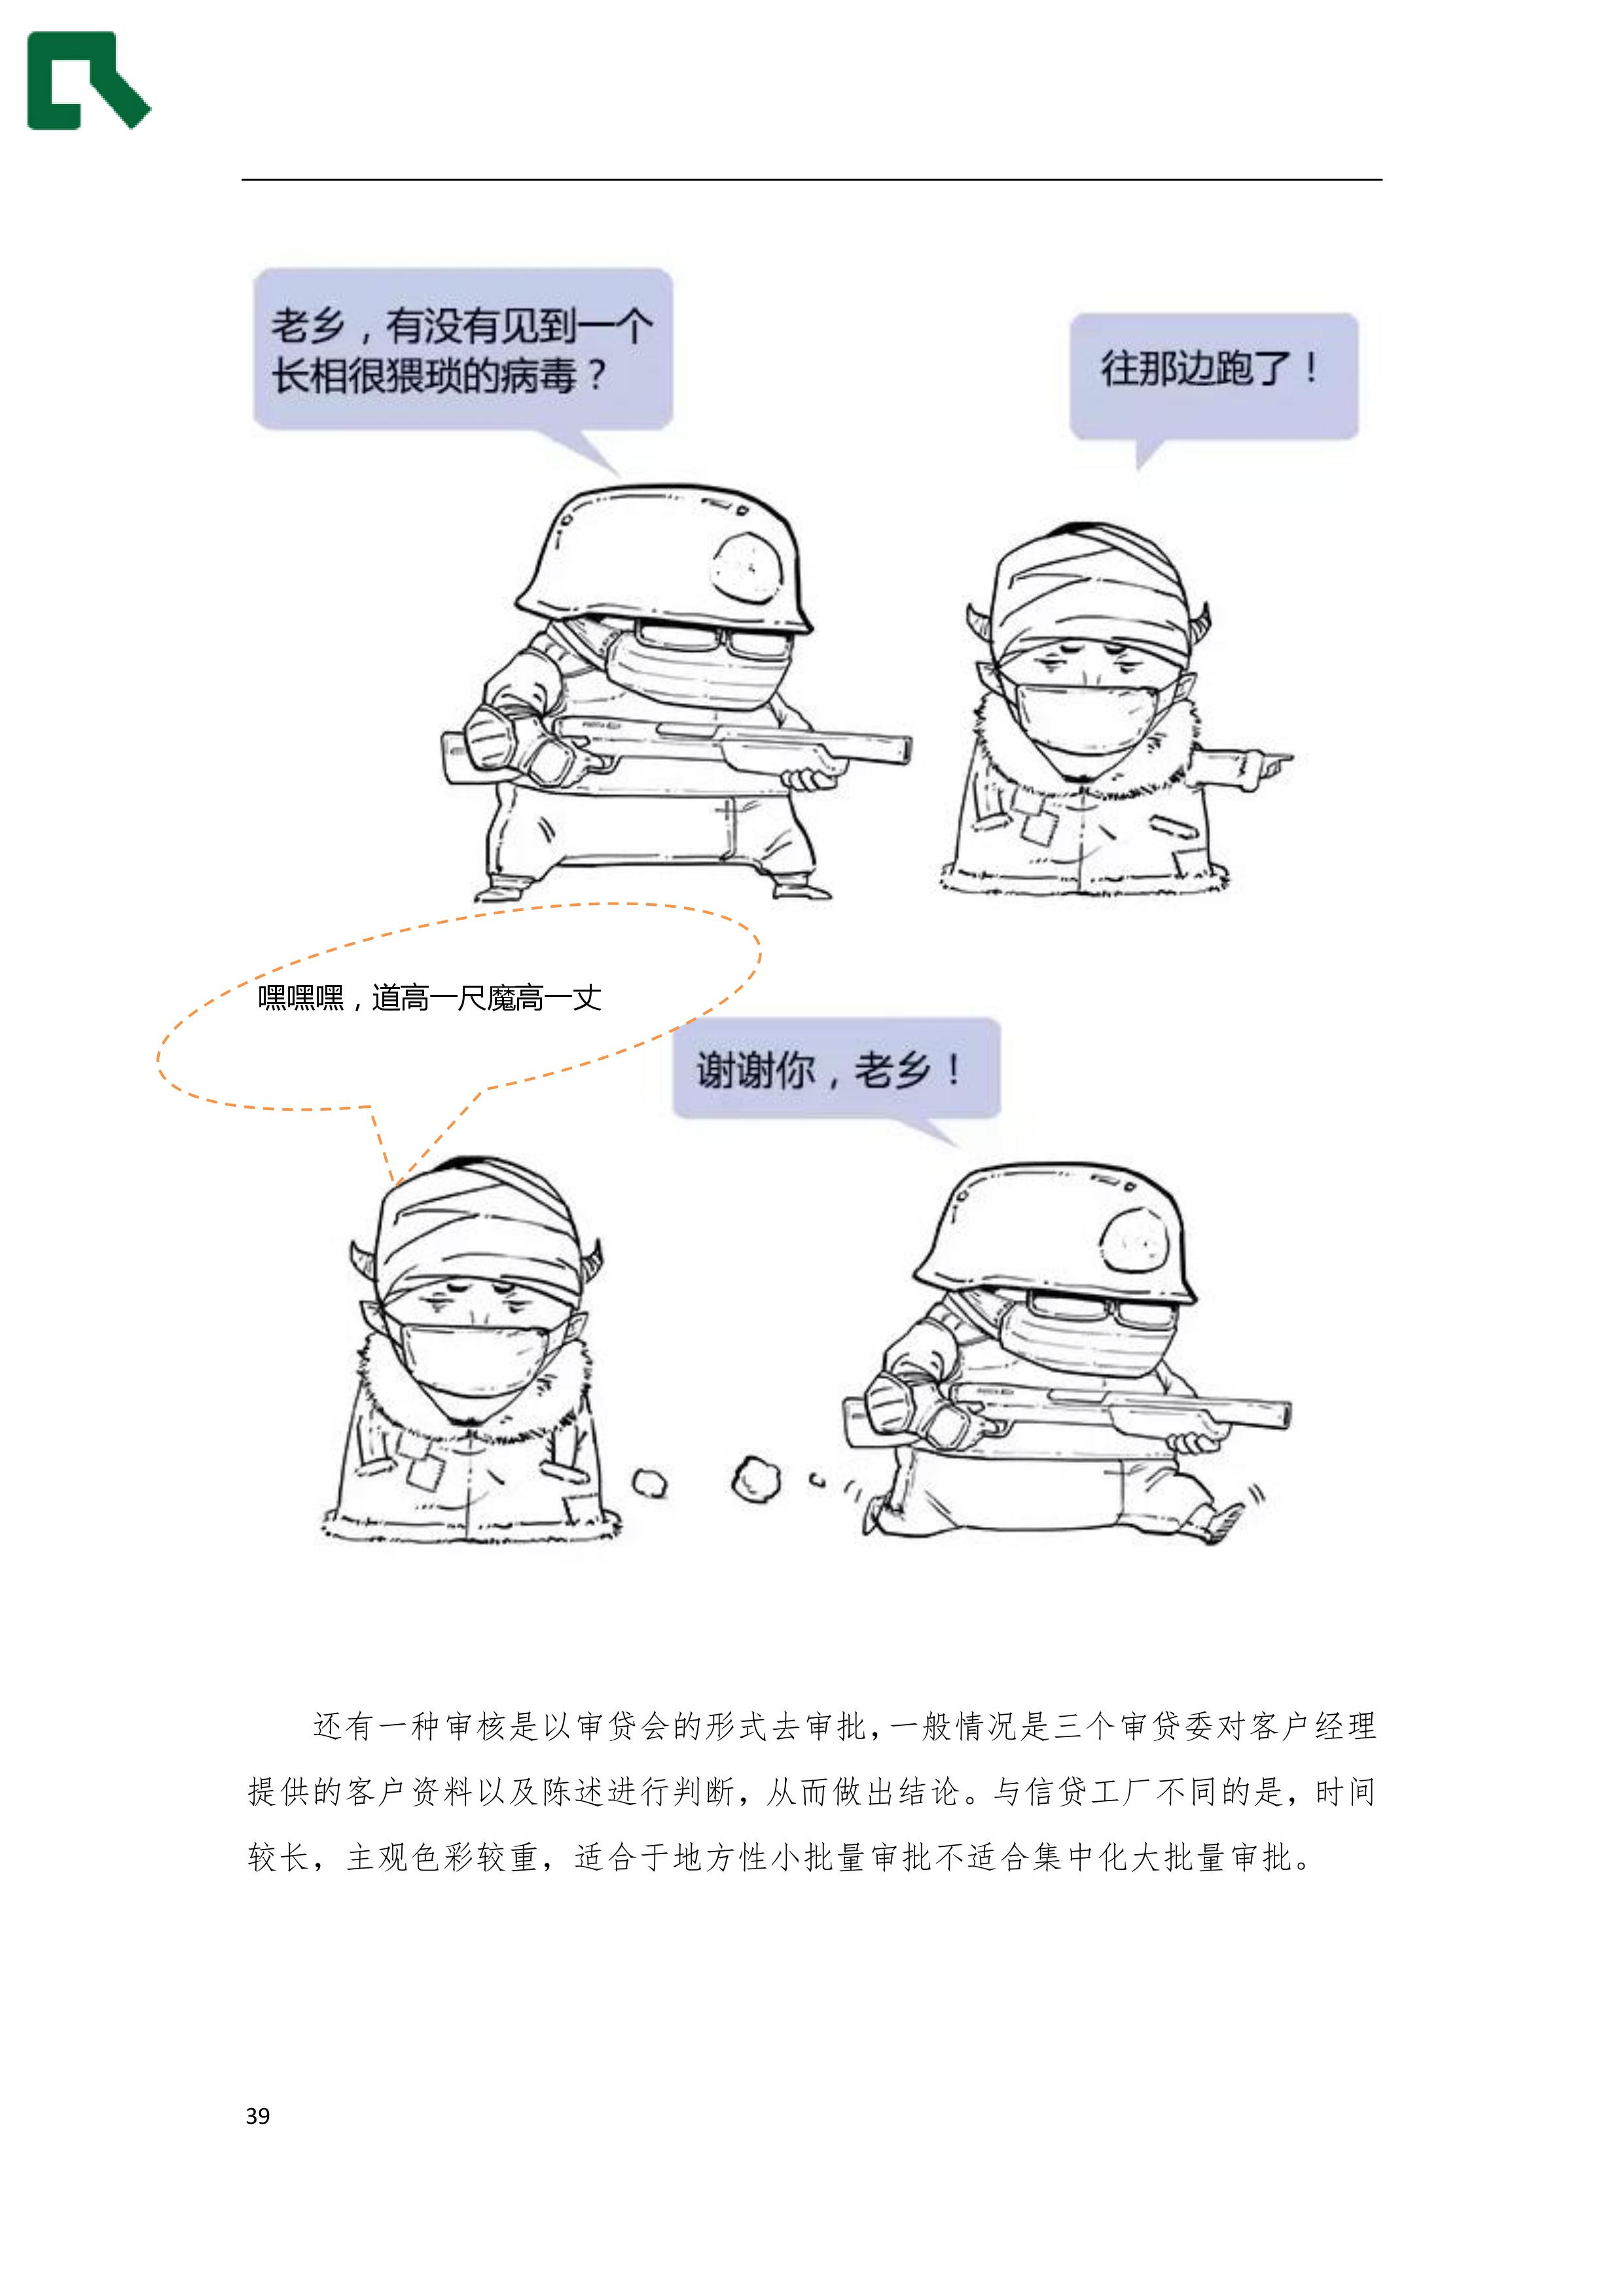 老乡，有没有见到一个
长相很猥琐的病毒？
往那边跑了！
嘿嘿嘿，道高一尺魔高一丈
谢谢你，老乡！
还有一种审核是以审贷会的形式去审批，一般情况是三个审贷委对客户经理
提供的客户资料以及陈述进行判断，从而做出结论。与信贷工厂不同的是，时间
较长，主观色彩较重，适合于地方性小批量审批不适合集中化大批量审批。
39